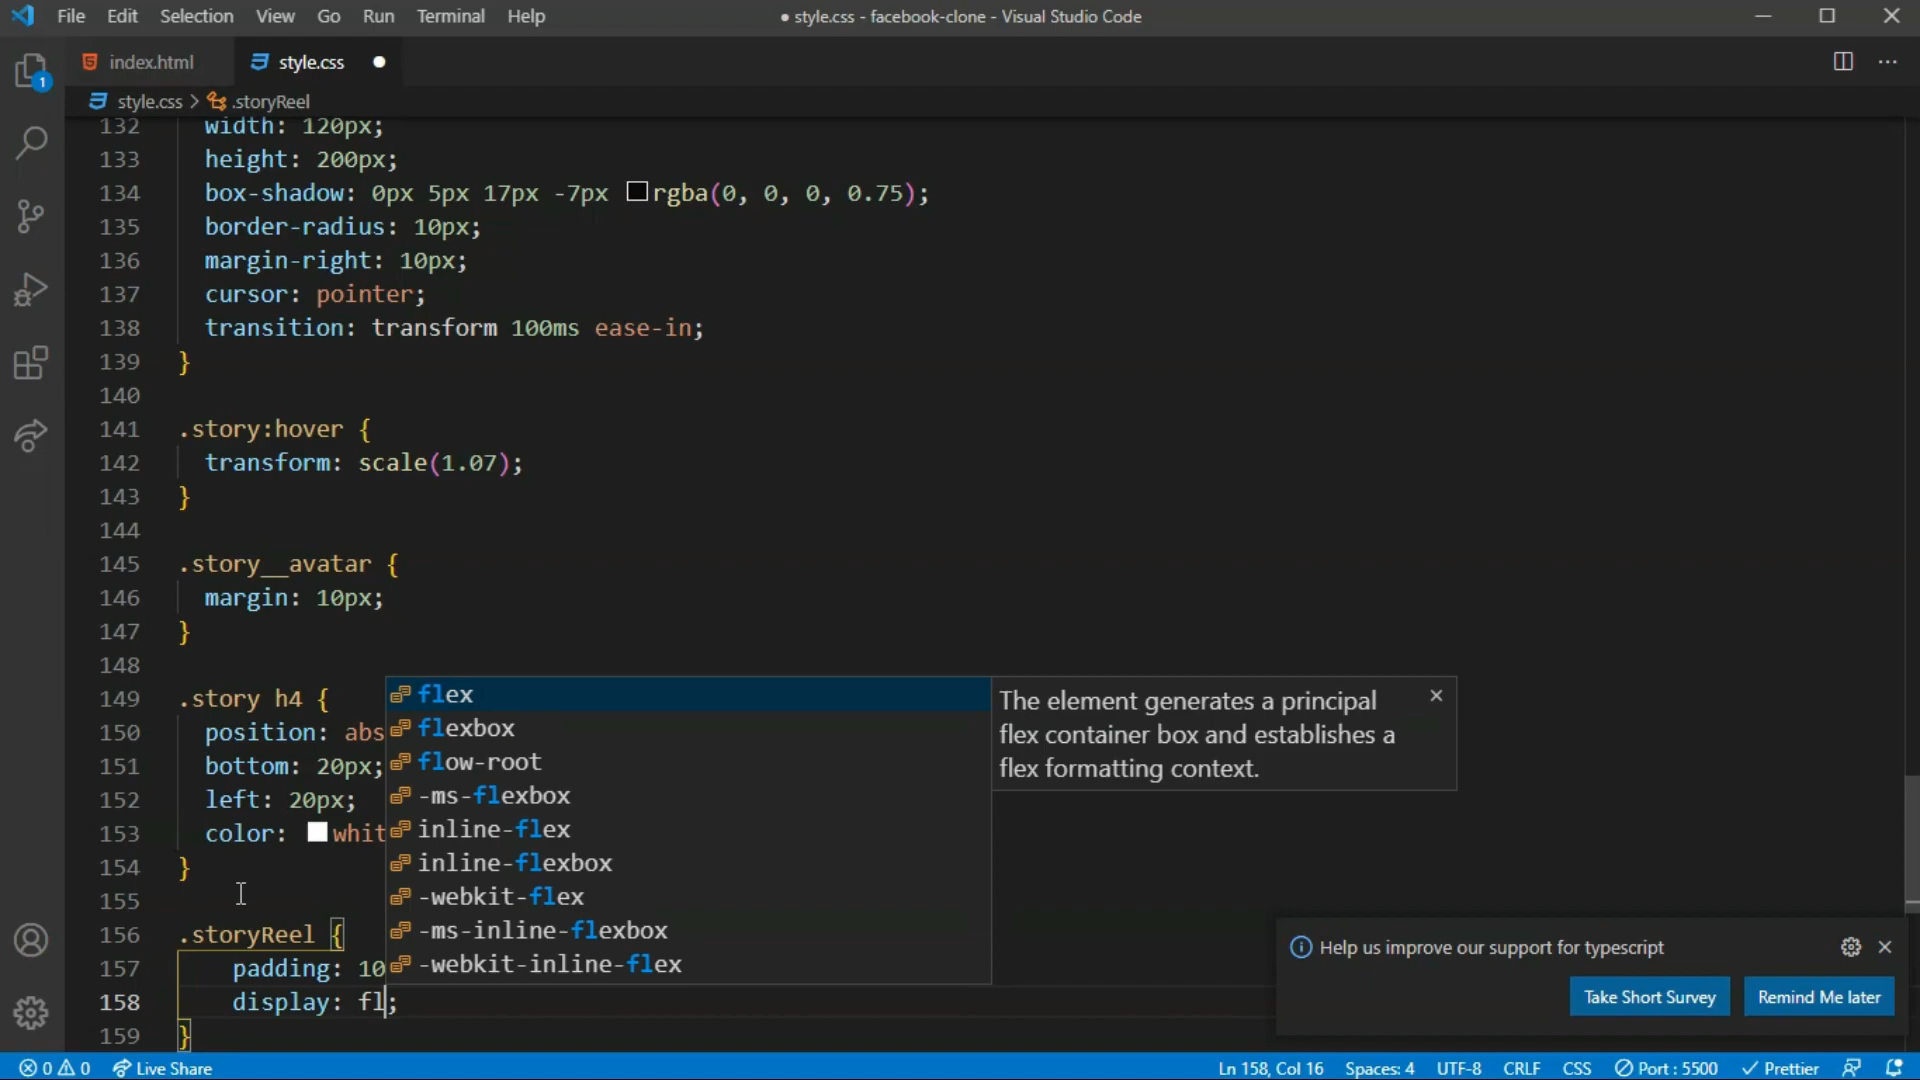 File Edit Selection View Go Run Terminal Help
● style.css - facebook-clone - Visual Studio Code
index.html
style.css ●
style.css > .storyReel
1
132 width: 120px;
133 height: 200px;
134 box-shadow: 0px 5px 17px -7px rgba(0, 0, 0, 0.75);
135 border-radius: 10px;
136 margin-right: 10px;
137 cursor: pointer;
138 transition: transform 100ms ease-in;
139 }
140
141 .story:hover {
142 transform: scale(1.07);
143 }
144
145 .story__avatar {
146 margin: 10px;
147 }
148
149 .story h4 {
150 position: abs
151 bottom: 20px;
152 left: 20px;
153 color: whit
154 }
155
156 .storyReel {
157 padding: 10
158 display: fl;
159 }
flex
flexbox
flow-root
-ms-flexbox
inline-flex
inline-flexbox
-webkit-flex
-ms-inline-flexbox
-webkit-inline-flex
The element generates a principal
flex container box and establishes a
flex formatting context.
Help us improve our support for typescript
Take Short Survey
Remind Me later
0 0 Live Share
Ln 158, Col 16 Spaces: 4 UTF-8 CRLF CSS Port : 5500 Prettier